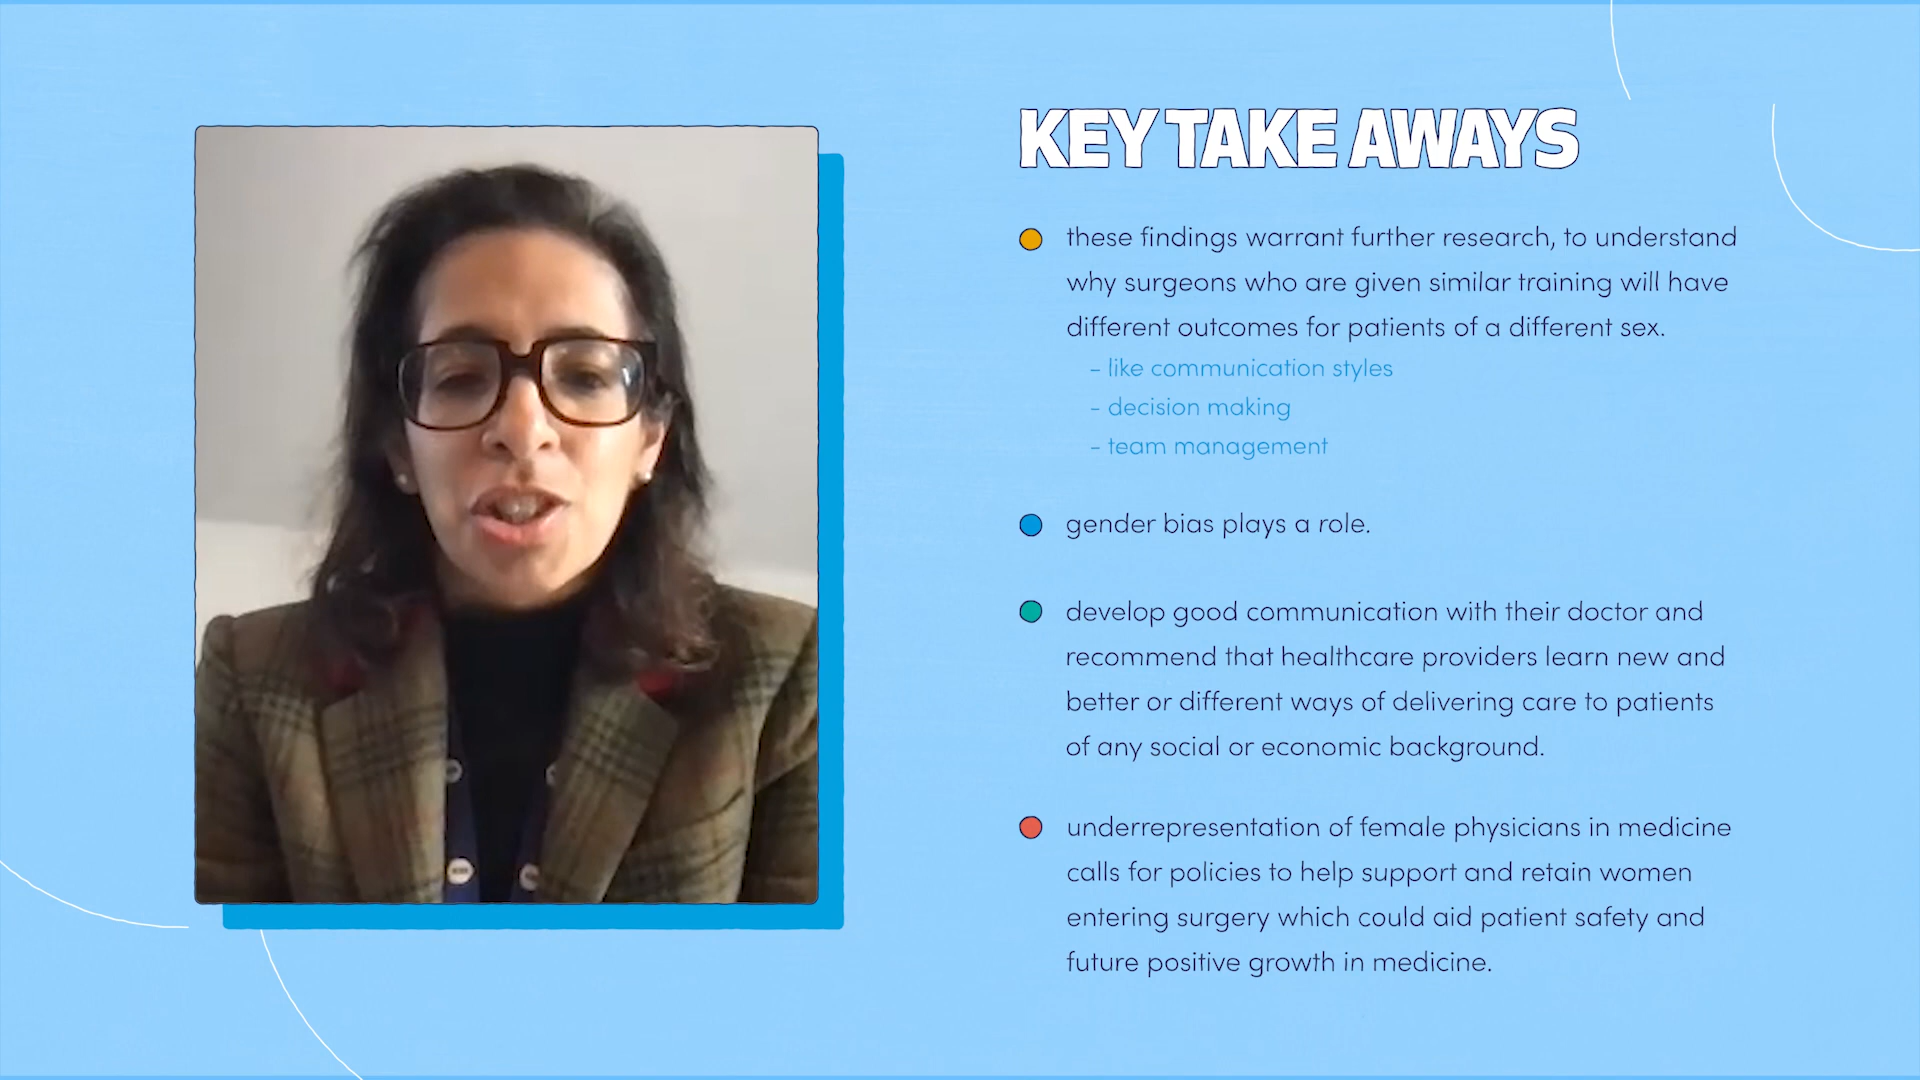 KEY TAKE AWAYS
these findings warrant further research, to understand
why surgeons who are given similar training will have
different outcomes for patients of a different sex.
- like communication styles
- decision making
- team management
gender bias plays a role.
develop good communication with their doctor and
recommend that healthcare providers learn new and
better or different ways of delivering care to patients
of any social or economic background.
underrepresentation of female physicians in medicine
calls for policies to help support and retain women
entering surgery which could aid patient safety and
future positive growth in medicine.